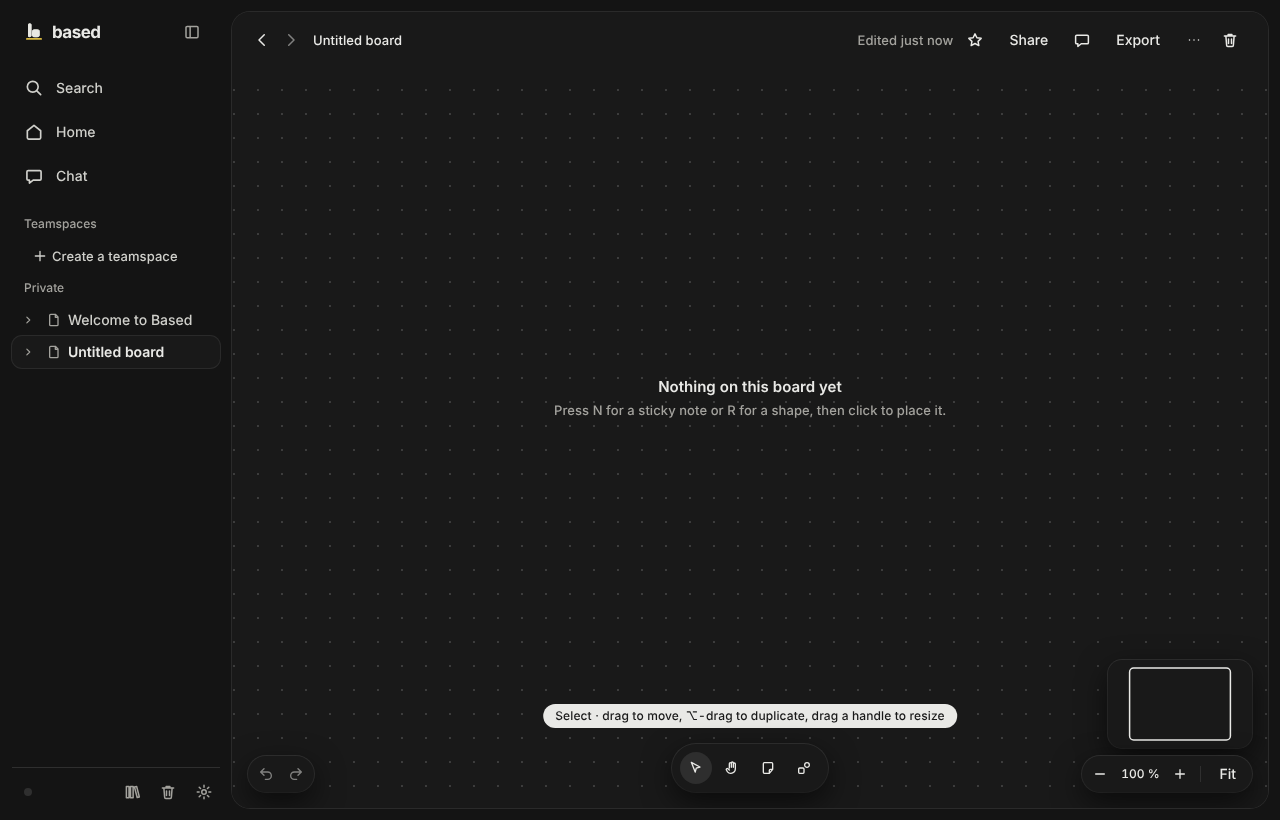 based
Search
Home
Chat
Teamspaces
Create a teamspace
Private
Welcome to Based
Untitled board
Untitled board
Edited just now
Share
Export
Nothing on this board yet
Press N for a sticky note or R for a shape, then click to place it.
Select · drag to move, ⌥-drag to duplicate, drag a handle to resize
100 %
Fit